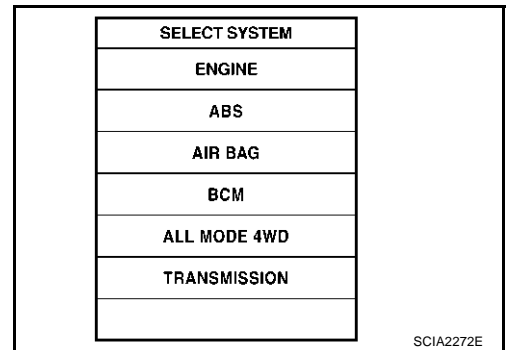 SELECT SYSTEM
ENGINE
ABS
AIR BAG
BCM
ALL MODE 4WD
TRANSMISSION
SCIA2272E